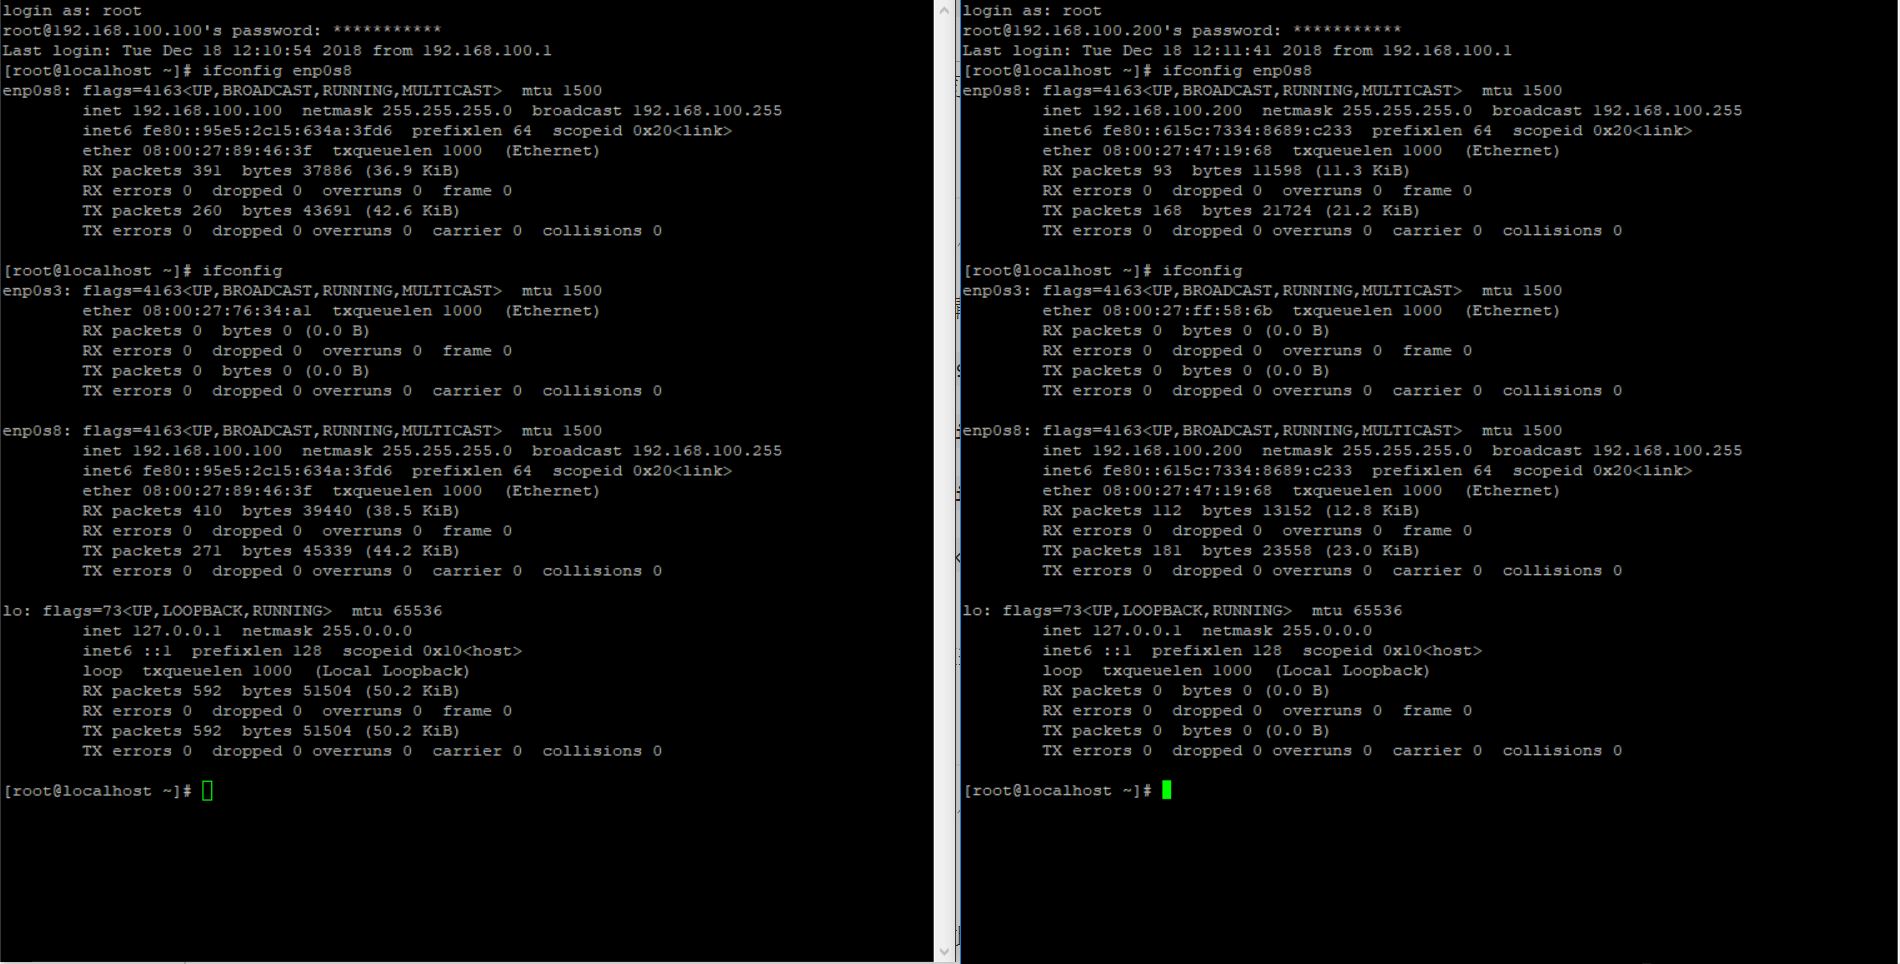 login as: root
root@192.168.100.100's password: ***********
Last login: Tue Dec 18 12:10:54 2018 from 192.168.100.1
[root@localhost ~]# ifconfig enp0s8
enp0s8: flags=4163<UP,BROADCAST,RUNNING,MULTICAST>  mtu 1500
        inet 192.168.100.100  netmask 255.255.255.0  broadcast 192.168.100.255
        inet6 fe80::95e5:2c15:634a:3fd6  prefixlen 64  scopeid 0x20<link>
        ether 08:00:27:89:46:3f  txqueuelen 1000  (Ethernet)
        RX packets 391  bytes 37886 (36.9 KiB)
        RX errors 0  dropped 0  overruns 0  frame 0
        TX packets 260  bytes 43691 (42.6 KiB)
        TX errors 0  dropped 0 overruns 0  carrier 0  collisions 0

[root@localhost ~]# ifconfig
enp0s3: flags=4163<UP,BROADCAST,RUNNING,MULTICAST>  mtu 1500
        ether 08:00:27:76:34:a1  txqueuelen 1000  (Ethernet)
        RX packets 0  bytes 0 (0.0 B)
        RX errors 0  dropped 0  overruns 0  frame 0
        TX packets 0  bytes 0 (0.0 B)
        TX errors 0  dropped 0 overruns 0  carrier 0  collisions 0

enp0s8: flags=4163<UP,BROADCAST,RUNNING,MULTICAST>  mtu 1500
        inet 192.168.100.100  netmask 255.255.255.0  broadcast 192.168.100.255
        inet6 fe80::95e5:2c15:634a:3fd6  prefixlen 64  scopeid 0x20<link>
        ether 08:00:27:89:46:3f  txqueuelen 1000  (Ethernet)
        RX packets 410  bytes 39440 (38.5 KiB)
        RX errors 0  dropped 0  overruns 0  frame 0
        TX packets 271  bytes 45339 (44.2 KiB)
        TX errors 0  dropped 0 overruns 0  carrier 0  collisions 0

lo: flags=73<UP,LOOPBACK,RUNNING>  mtu 65536
        inet 127.0.0.1  netmask 255.0.0.0
        inet6 ::1  prefixlen 128  scopeid 0x10<host>
        loop  txqueuelen 1000  (Local Loopback)
        RX packets 592  bytes 51504 (50.2 KiB)
        RX errors 0  dropped 0  overruns 0  frame 0
        TX packets 592  bytes 51504 (50.2 KiB)
        TX errors 0  dropped 0 overruns 0  carrier 0  collisions 0

[root@localhost ~]#
login as: root
root@192.168.100.200's password: ***********
Last login: Tue Dec 18 12:11:41 2018 from 192.168.100.1
[root@localhost ~]# ifconfig enp0s8
enp0s8: flags=4163<UP,BROADCAST,RUNNING,MULTICAST>  mtu 1500
        inet 192.168.100.200  netmask 255.255.255.0  broadcast 192.168.100.255
        inet6 fe80::615c:7334:8689:c233  prefixlen 64  scopeid 0x20<link>
        ether 08:00:27:47:19:68  txqueuelen 1000  (Ethernet)
        RX packets 93  bytes 11598 (11.3 KiB)
        RX errors 0  dropped 0  overruns 0  frame 0
        TX packets 168  bytes 21724 (21.2 KiB)
        TX errors 0  dropped 0 overruns 0  carrier 0  collisions 0

[root@localhost ~]# ifconfig
enp0s3: flags=4163<UP,BROADCAST,RUNNING,MULTICAST>  mtu 1500
        ether 08:00:27:ff:58:6b  txqueuelen 1000  (Ethernet)
        RX packets 0  bytes 0 (0.0 B)
        RX errors 0  dropped 0  overruns 0  frame 0
        TX packets 0  bytes 0 (0.0 B)
        TX errors 0  dropped 0 overruns 0  carrier 0  collisions 0

enp0s8: flags=4163<UP,BROADCAST,RUNNING,MULTICAST>  mtu 1500
        inet 192.168.100.200  netmask 255.255.255.0  broadcast 192.168.100.255
        inet6 fe80::615c:7334:8689:c233  prefixlen 64  scopeid 0x20<link>
        ether 08:00:27:47:19:68  txqueuelen 1000  (Ethernet)
        RX packets 112  bytes 13152 (12.8 KiB)
        RX errors 0  dropped 0  overruns 0  frame 0
        TX packets 181  bytes 23558 (23.0 KiB)
        TX errors 0  dropped 0 overruns 0  carrier 0  collisions 0

lo: flags=73<UP,LOOPBACK,RUNNING>  mtu 65536
        inet 127.0.0.1  netmask 255.0.0.0
        inet6 ::1  prefixlen 128  scopeid 0x10<host>
        loop  txqueuelen 1000  (Local Loopback)
        RX packets 0  bytes 0 (0.0 B)
        RX errors 0  dropped 0  overruns 0  frame 0
        TX packets 0  bytes 0 (0.0 B)
        TX errors 0  dropped 0 overruns 0  carrier 0  collisions 0

[root@localhost ~]#